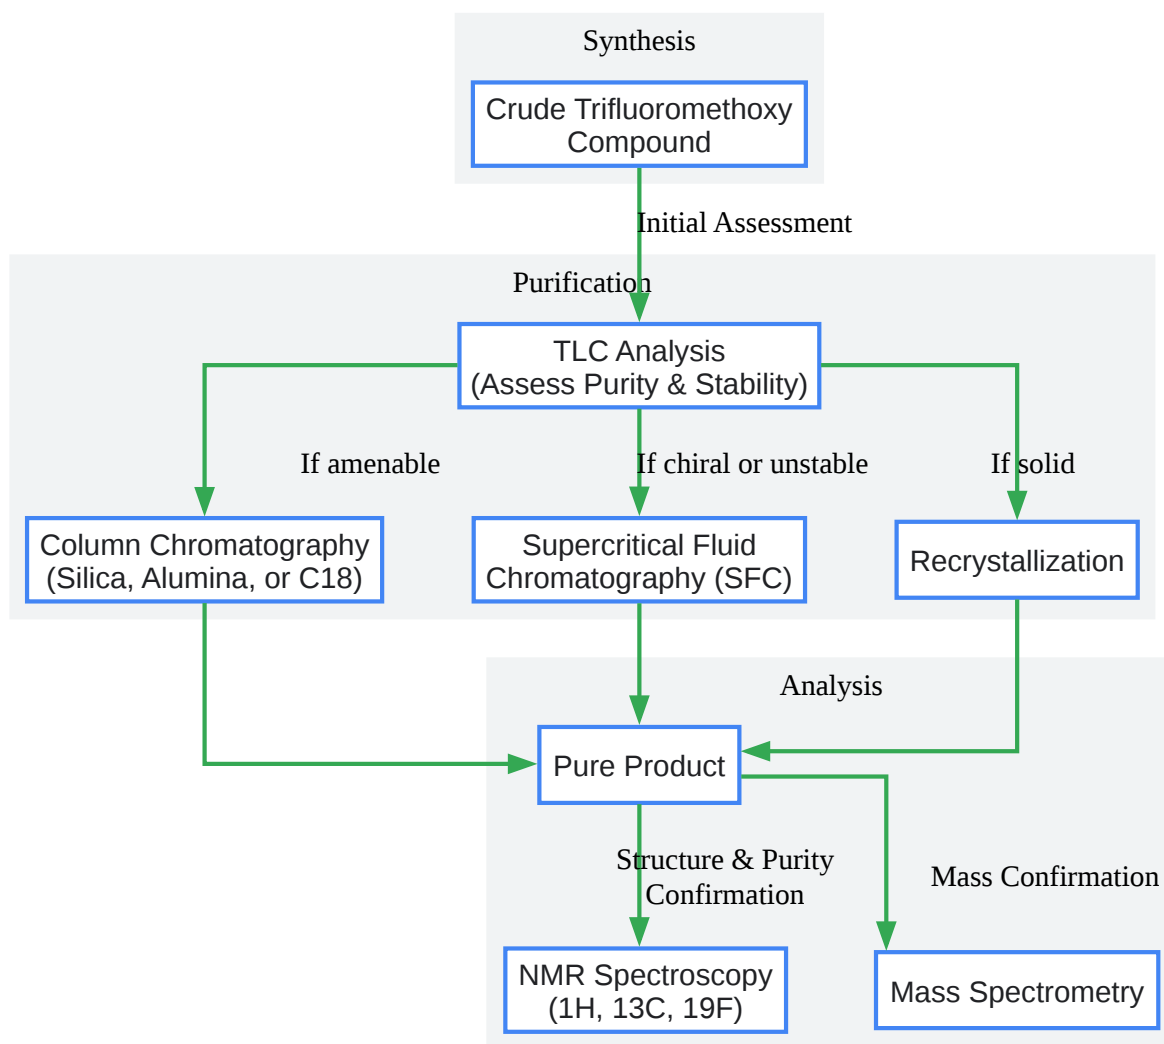 Synthesis
Crude Trifluoromethoxy
Compound
Initial Assessment
Purification
TLC Analysis
(Assess Purity & Stability)
If amenable
If chiral or unstable
If solid
Column Chromatography
(Silica, Alumina, or C18)
Supercritical Fluid
Chromatography (SFC)
Recrystallization
Analysis
Pure Product
Structure & Purity
Confirmation
Mass Confirmation
NMR Spectroscopy
(1H, 13C, 19F)
Mass Spectrometry